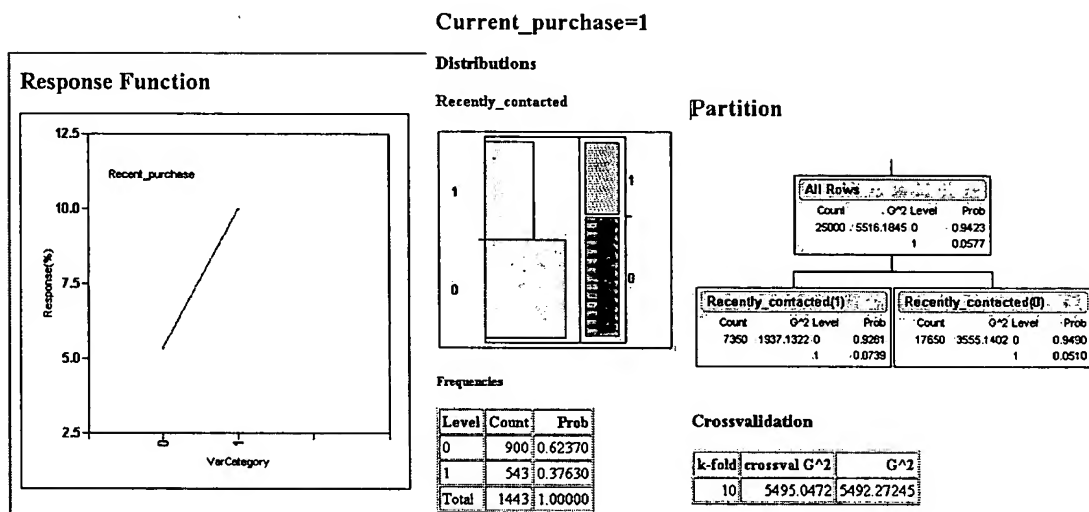 Current_purchase=1
Response Function
12.5
10.0
7.5
5.0
2.5
Response(%)
Recent_purchase
0
1
VarCategory
Distributions
Recently_contacted
1
0
1
0
Frequencies
Level Count Prob
0 900 0.62370
1 543 0.37630
Total 1443 1.00000
Partition
All Rows
Count G^2 Level Prob
25000 5516.1845 0 0.9423
1 0.0577
Recently_contacted(1)
Count G^2 Level Prob
7350 1937.1322 0 0.9261
1 0.0739
Recently_contacted(0)
Count G^2 Level Prob
17650 3555.1402 0 0.9490
1 0.0510
Crossvalidation
k-fold crossval G^2 G^2
10 5495.0472 5492.27245